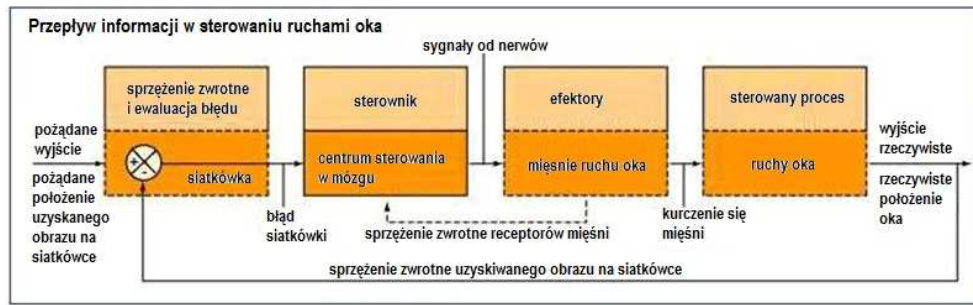 Przepływ informacji w sterowaniu ruchami oka
sygnały od nerwów
sprzężenie zwrotne
i ewaluacja błędu
sterownik
efektory
sterowany proces
pożądane
wyjście
pożądane
położenie
uzyskanego
obrazu na
siatkówce
+
-
siatkówka
centrum sterowania
w mózgu
mięsnie ruchu oka
ruchy oka
wyjście
rzeczywiste
rzeczywiste
położenie
oka
błąd
siatkówki
sprzężenie zwrotne receptorów mięśni
kurczenie się
mięśni
sprzężenie zwrotne uzyskiwanego obrazu na siatkówce